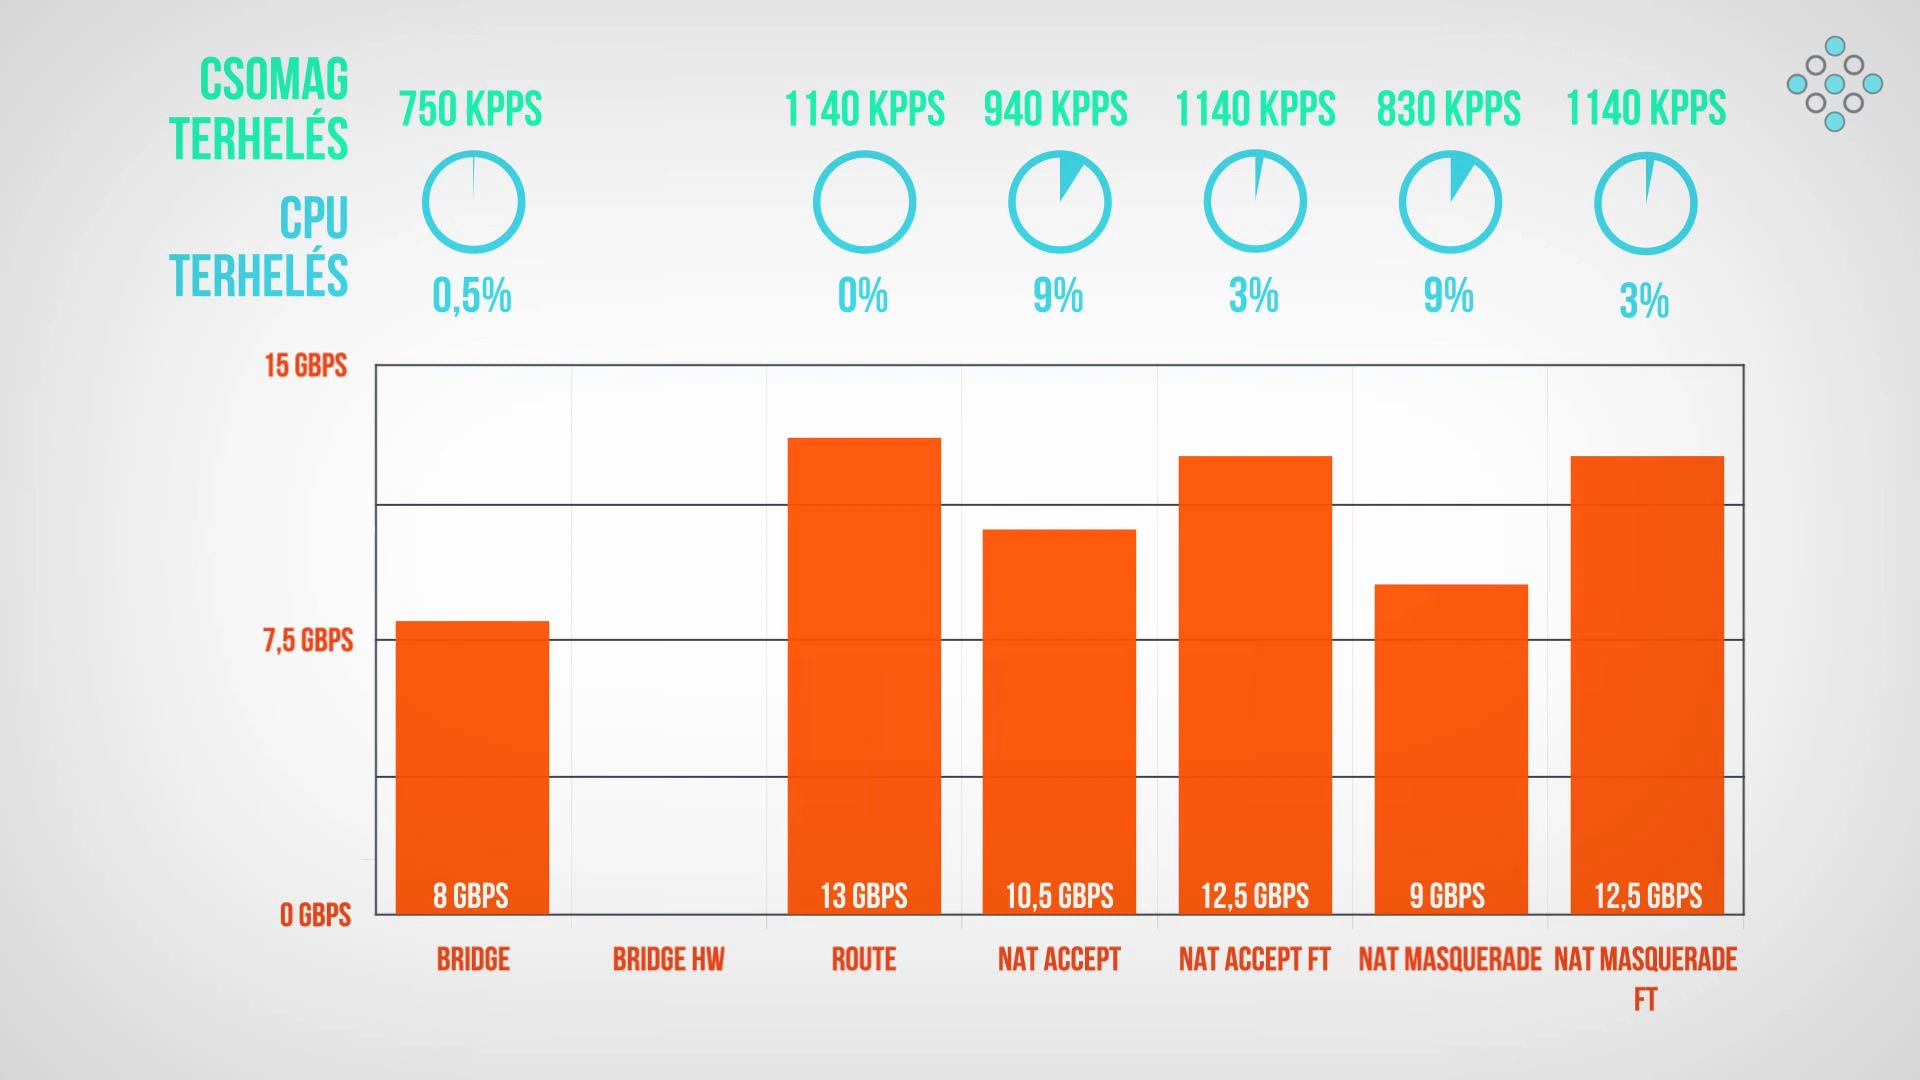 CSOMAG
TERHELÉS
750 KPPS
1140 KPPS
940 KPPS
1140 KPPS
830 KPPS
1140 KPPS
CPU
TERHELÉS
0,5%
0%
9%
3%
9%
3%
15 GBPS
7,5 GBPS
0 GBPS
8 GBPS
13 GBPS
10,5 GBPS
12,5 GBPS
9 GBPS
12,5 GBPS
BRIDGE
BRIDGE HW
ROUTE
NAT ACCEPT
NAT ACCEPT FT
NAT MASQUERADE
NAT MASQUERADE
FT